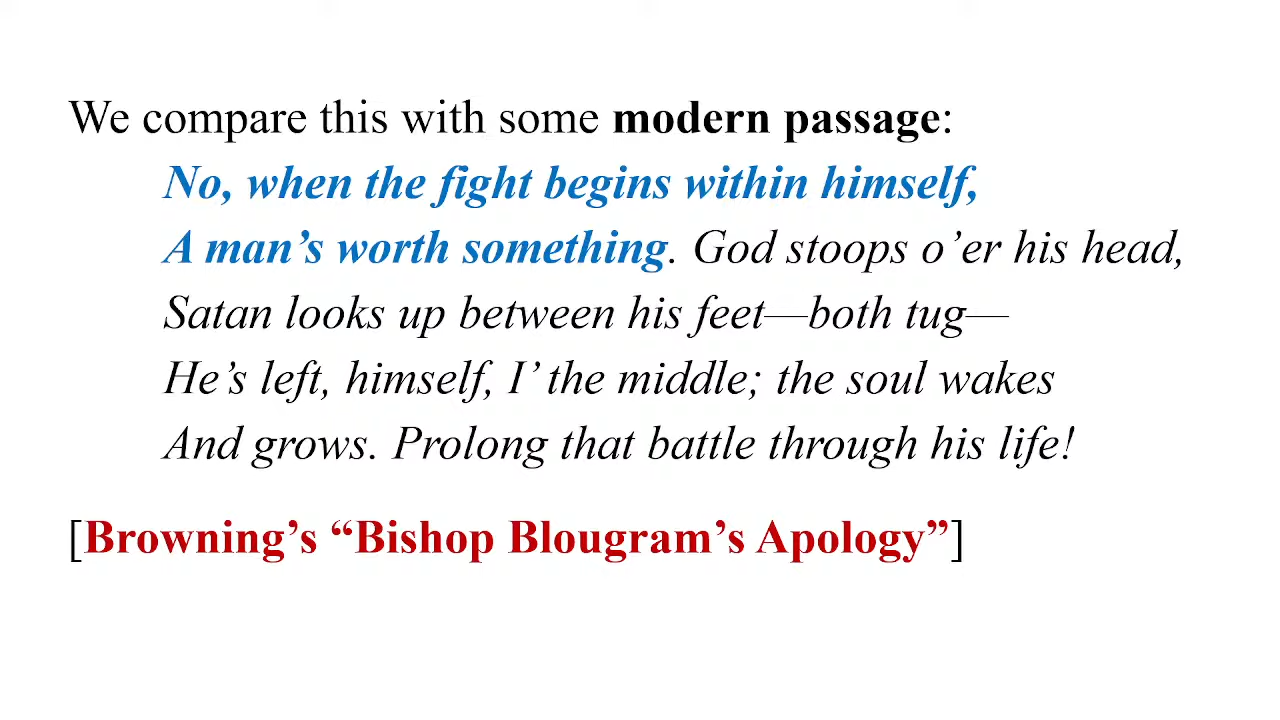 We compare this with some modern passage:
No, when the fight begins within himself,
A man’s worth something. God stoops o’er his head,
Satan looks up between his feet—both tug—
He’s left, himself, I’ the middle; the soul wakes
And grows. Prolong that battle through his life!
[Browning’s “Bishop Blougram’s Apology”]